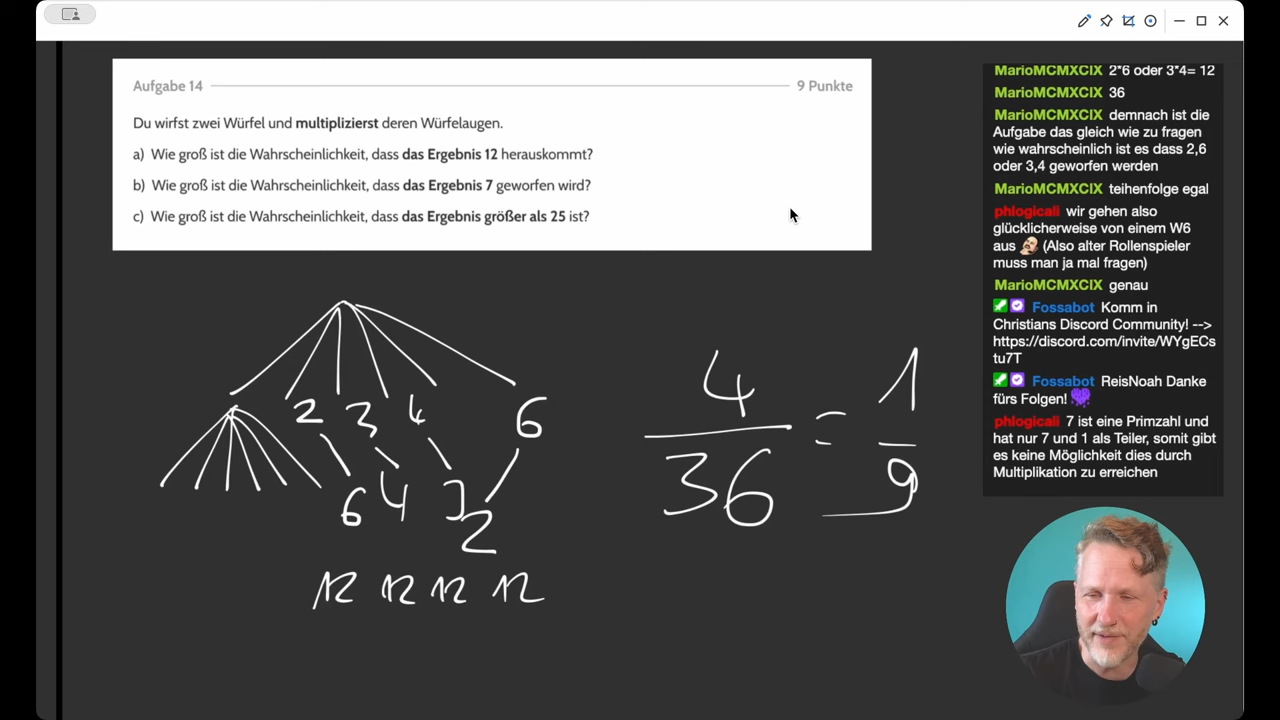 Aufgabe 14
9 Punkte
Du wirfst zwei Würfel und multiplizierst deren Würfelaugen.
a) Wie groß ist die Wahrscheinlichkeit, dass das Ergebnis 12 herauskommt?
b) Wie groß ist die Wahrscheinlichkeit, dass das Ergebnis 7 geworfen wird?
c) Wie groß ist die Wahrscheinlichkeit, dass das Ergebnis größer als 25 ist?
2 3 4 6
6 4 3 2
12 12 12 12
4
36
=
1
9
MarioMCMXCIX 2*6 oder 3*4= 12
MarioMCMXCIX 36
MarioMCMXCIX demnach ist die
Aufgabe das gleich wie zu fragen
wie wahrscheinlich ist es dass 2,6
oder 3,4 geworfen werden
MarioMCMXCIX teihenfolge egal
phlogicali wir gehen also
glücklicherweise von einem W6
aus (Also alter Rollenspieler
muss man ja mal fragen)
MarioMCMXCIX genau
Fossabot Komm in
Christians Discord Community! -->
https://discord.com/invite/WYgECs
tu7T
Fossabot ReisNoah Danke
fürs Folgen!
phlogicali 7 ist eine Primzahl und
hat nur 7 und 1 als Teiler, somit gibt
es keine Möglichkeit dies durch
Multiplikation zu erreichen